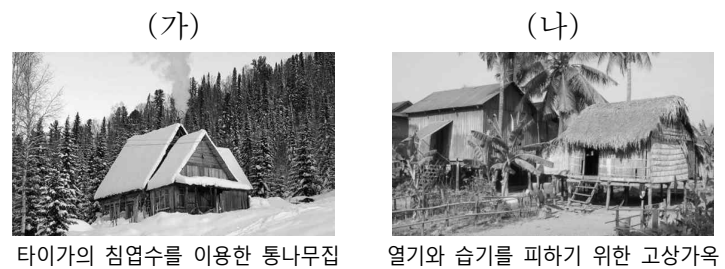 (가)
(나)
타이가의 침엽수를 이용한 통나무집
열기와 습기를 피하기 위한 고상가옥